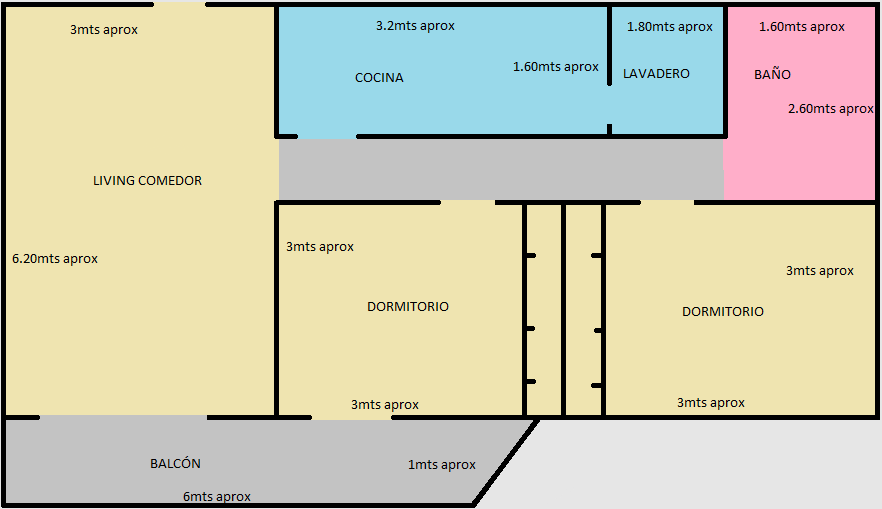 3mts aprox
3.2mts aprox
1.80mts aprox
1.60mts aprox
1.60mts aprox
COCINA
LAVADERO
BAÑO
2.60mts aprox
LIVING COMEDOR
3mts aprox
6.20mts aprox
3mts aprox
DORMITORIO
DORMITORIO
3mts aprox
3mts aprox
BALCÓN
1mts aprox
6mts aprox